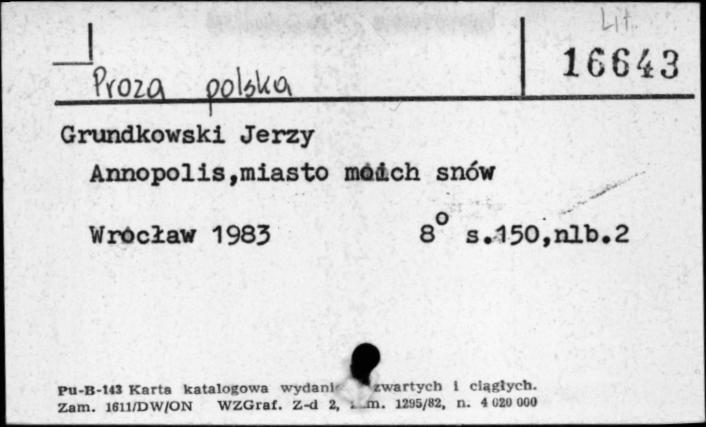 Lit.
16643
Proza polska
Grundkowski Jerzy
Annopolis,miasto moich snów
Wrocław 1983 8° s.150,nlb.2
Pu-B-143 Karta katalogowa wydań zwartych i ciągłych.
Zam. 1611/DW/ON WZGraf. Z-d 2, m. 1295/82, n. 4 020 000